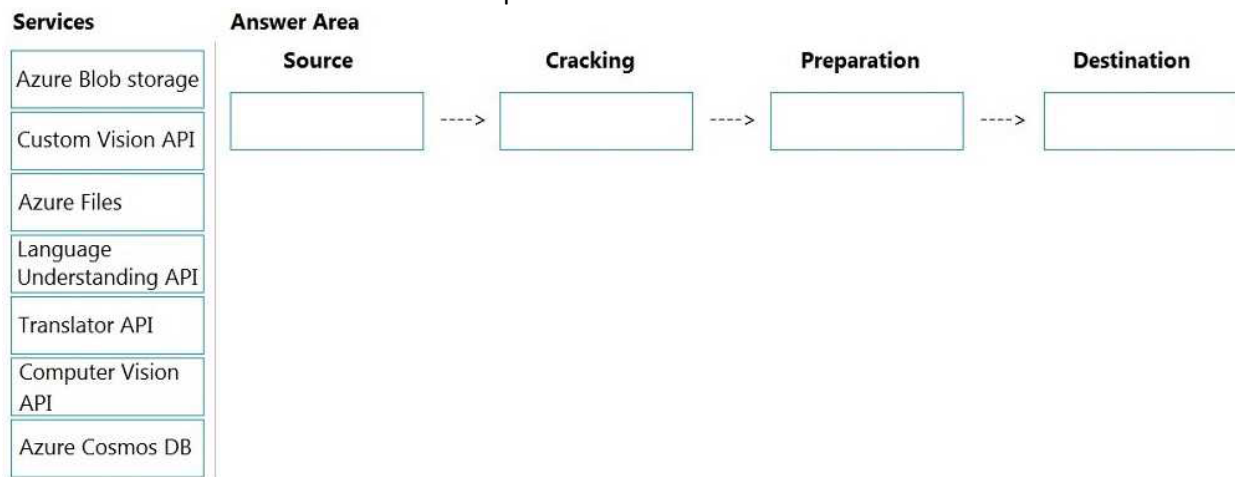 Services
Answer Area
Source
Cracking
Preparation
Destination
Azure Blob storage
---->
---->
---->
Custom Vision API
Azure Files
Language
Understanding API
Translator API
Computer Vision
API
Azure Cosmos DB